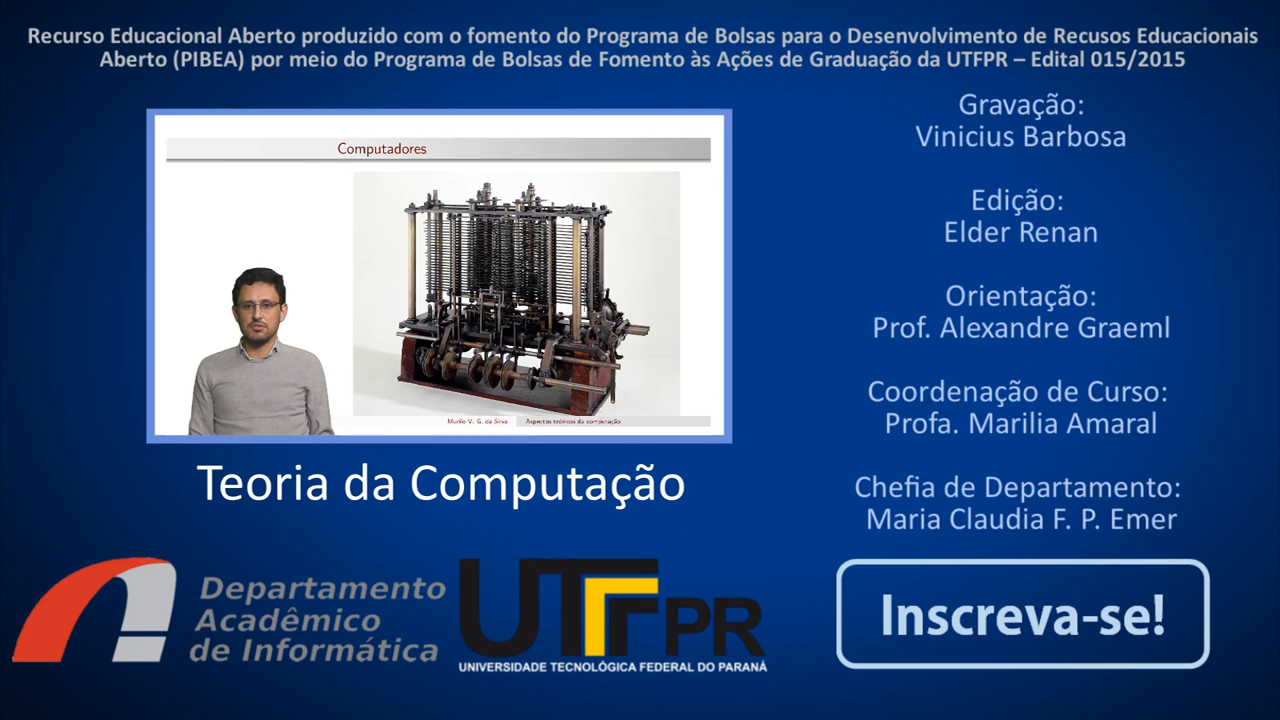 Recurso Educacional Aberto produzido com o fomento do Programa de Bolsas para o Desenvolvimento de Recusos Educacionais
Aberto (PIBEA) por meio do Programa de Bolsas de Fomento às Ações de Graduação da UTFPR – Edital 015/2015
Computadores
Murilo V. G. da Silva
Aspectos teóricos da computação
Teoria da Computação
Gravação:
Vinicius Barbosa
Edição:
Elder Renan
Orientação:
Prof. Alexandre Graeml
Coordenação de Curso:
Profa. Marilia Amaral
Chefia de Departamento:
Maria Claudia F. P. Emer
Departamento
Acadêmico
de Informática
UTFPR
UNIVERSIDADE TECNOLÓGICA FEDERAL DO PARANÁ
Inscreva-se!